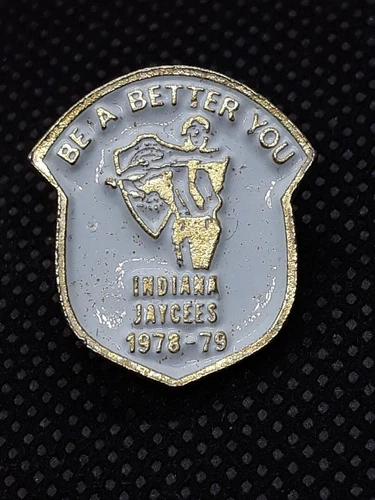 BE A BETTER YOU
INDIANA
JAYCEES
1978-79